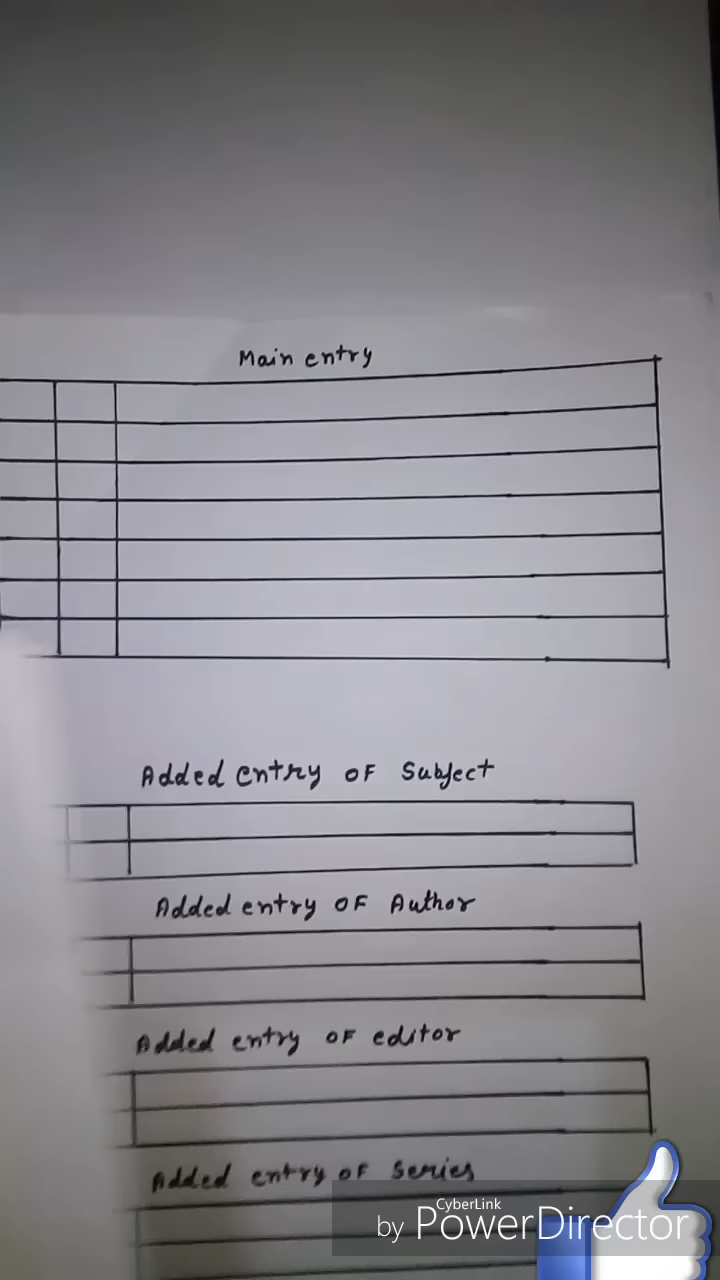 Main entry
Added entry OF Subject
Added entry OF Author
Added entry OF editor
Added entry OF Series
CyberLink
by PowerDirector